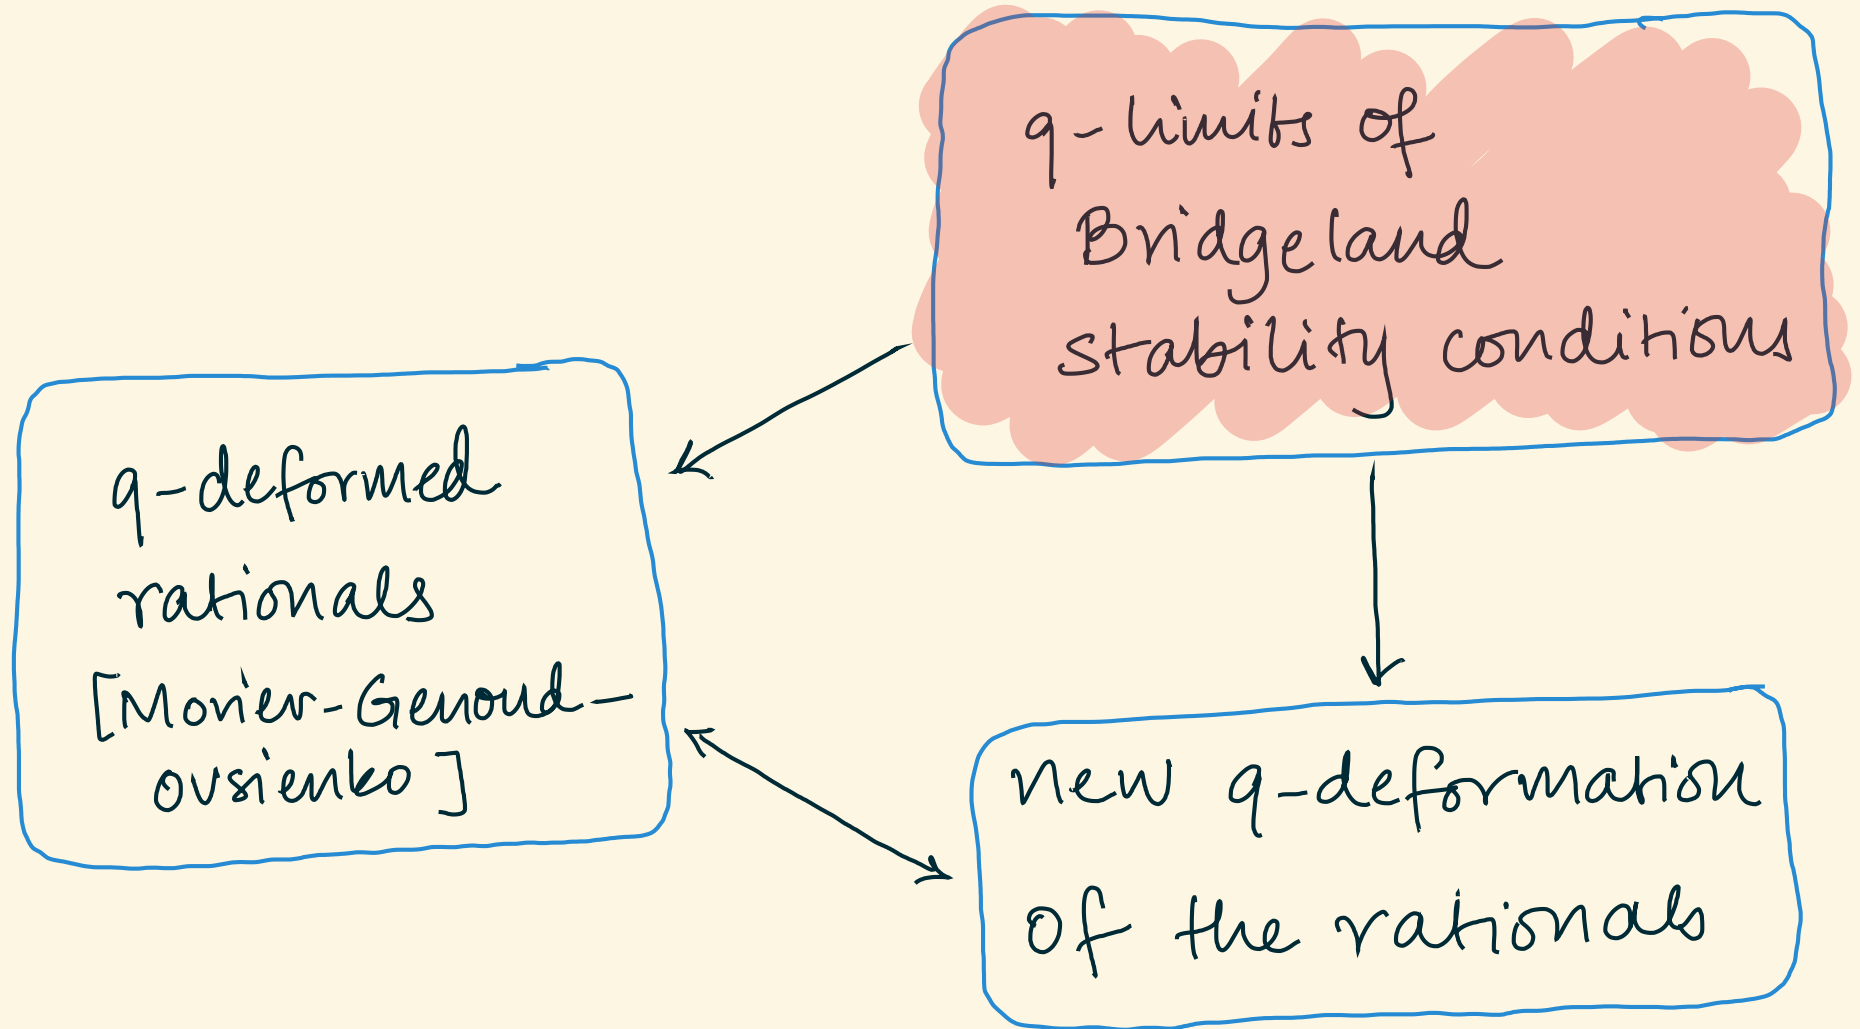 q-limits of
Bridgeland
stability conditions
q-deformed
rationals
[Morier-Genoud-
Ovsienko]
new q-deformation
of the rationals